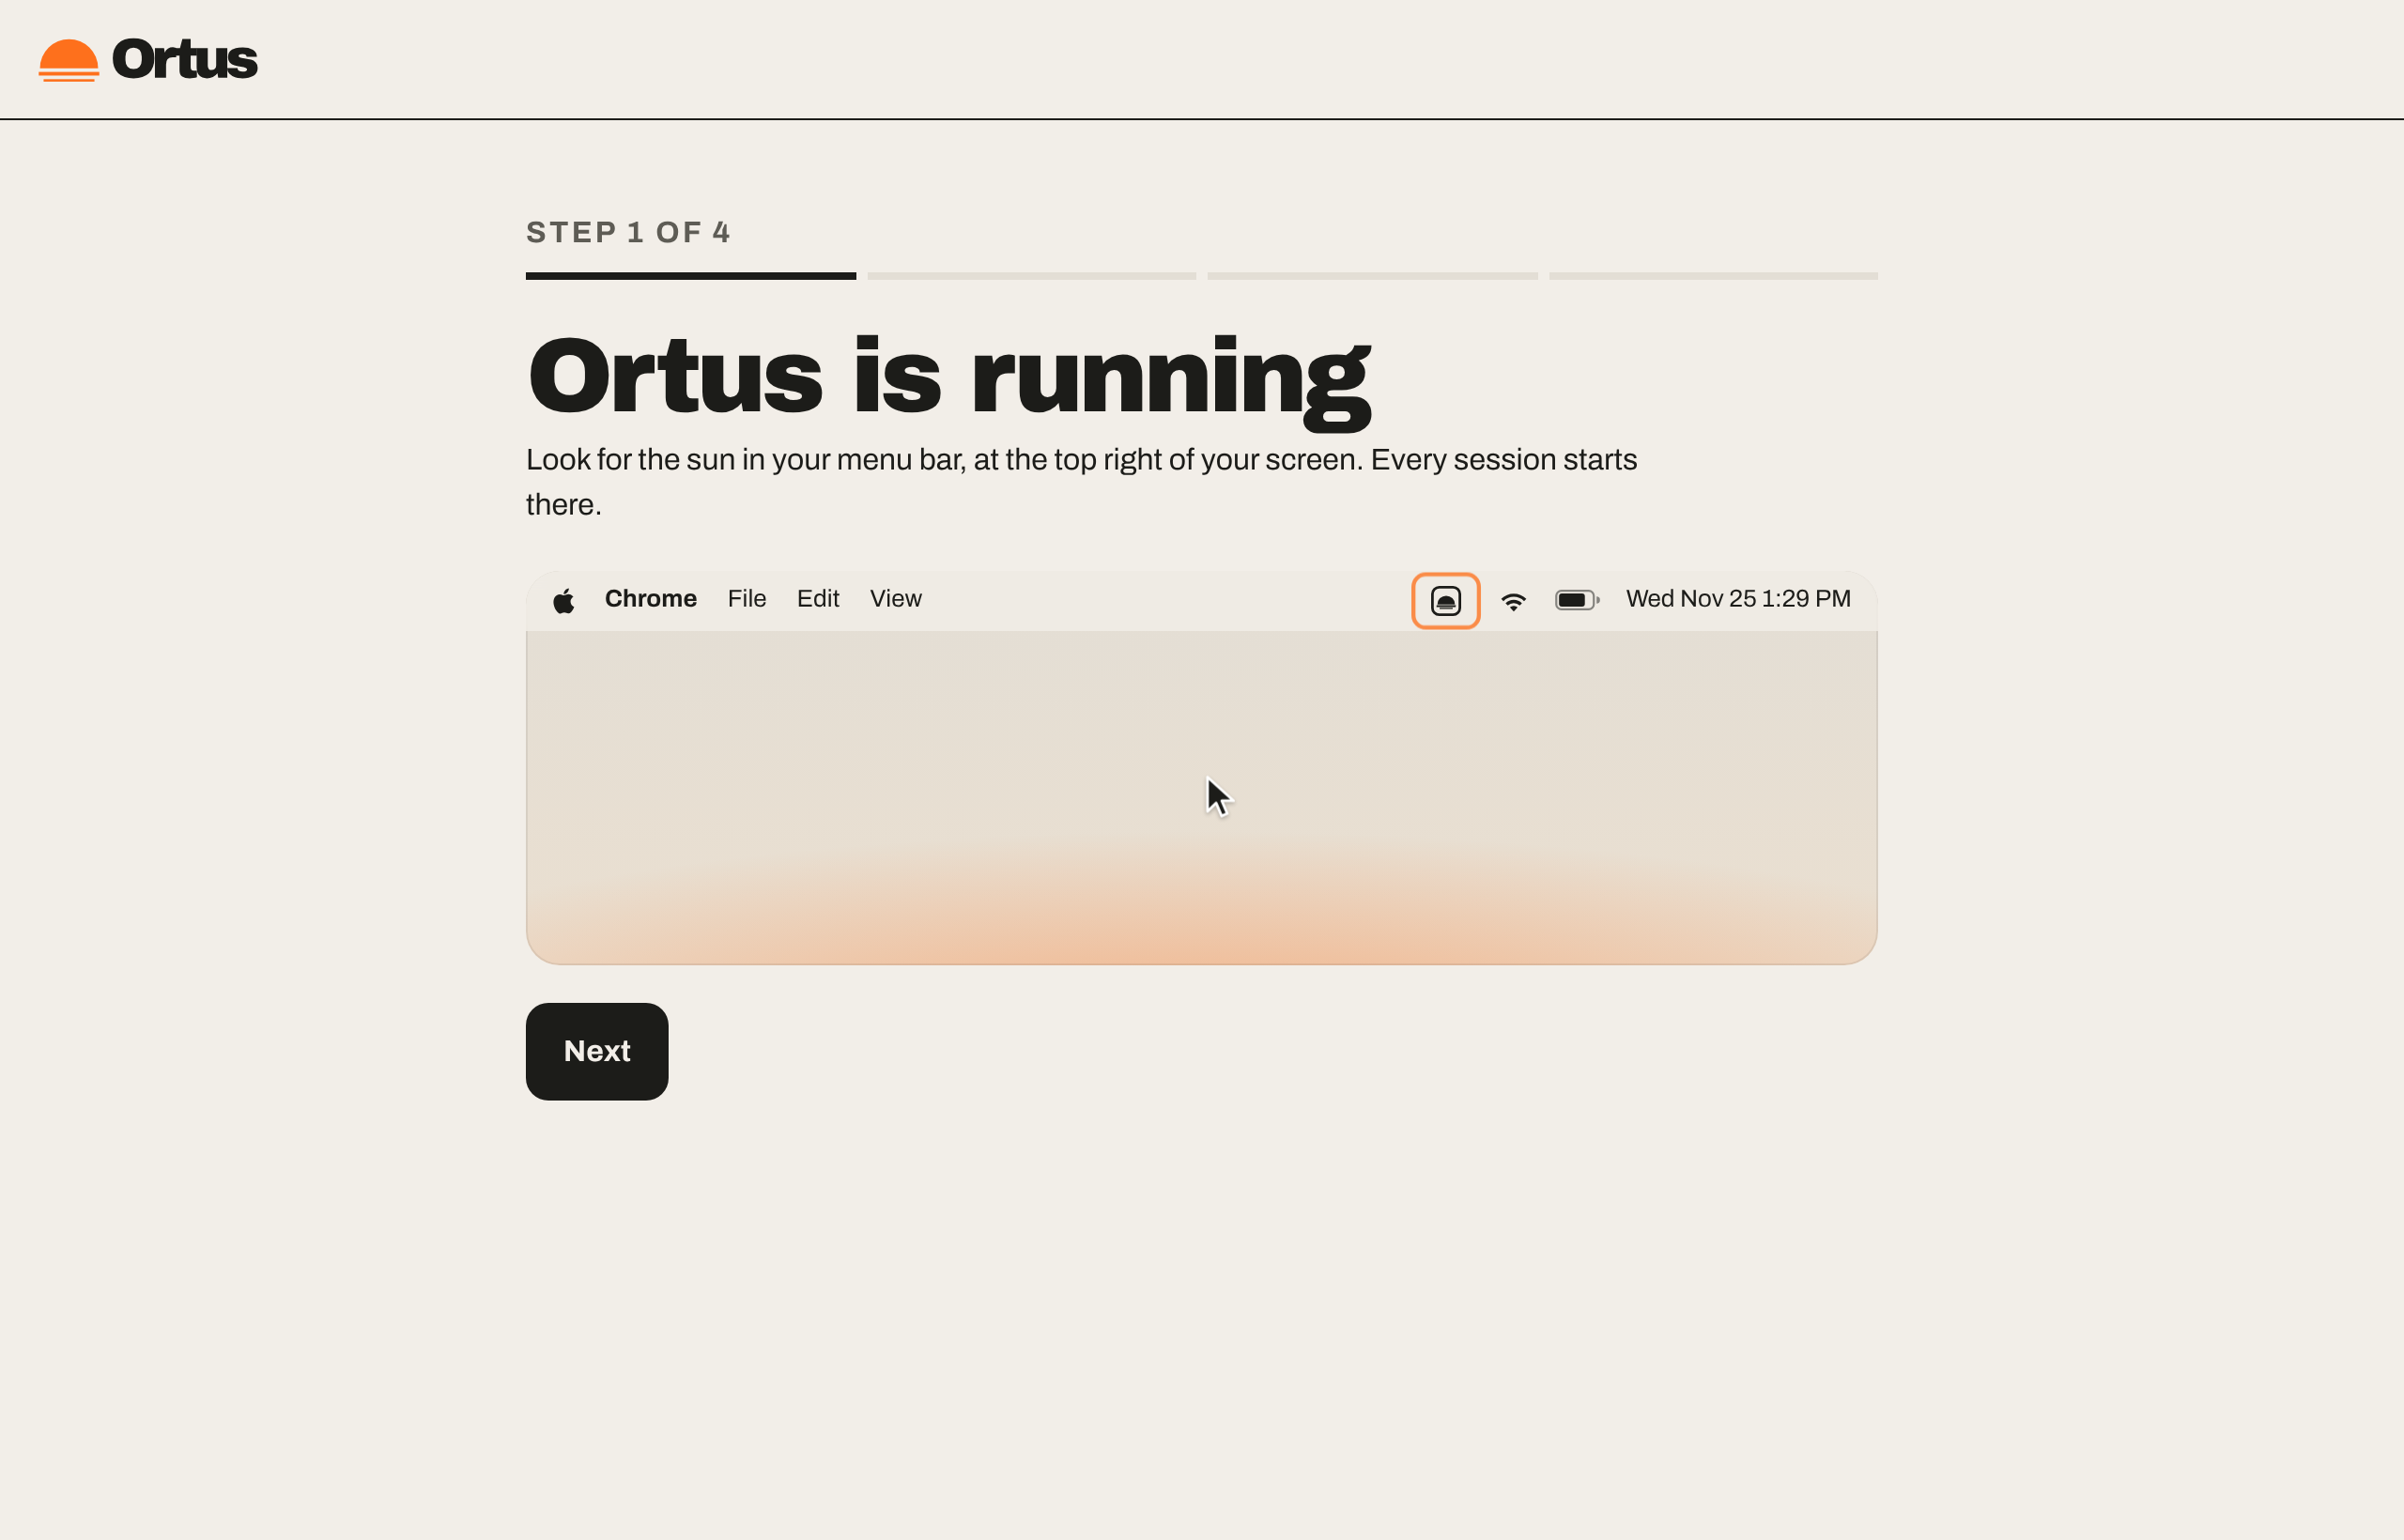 Ortus
STEP 1 OF 4
Ortus is running
Look for the sun in your menu bar, at the top right of your screen. Every session starts
there.
Chrome File Edit View Wed Nov 25 1:29 PM
Next